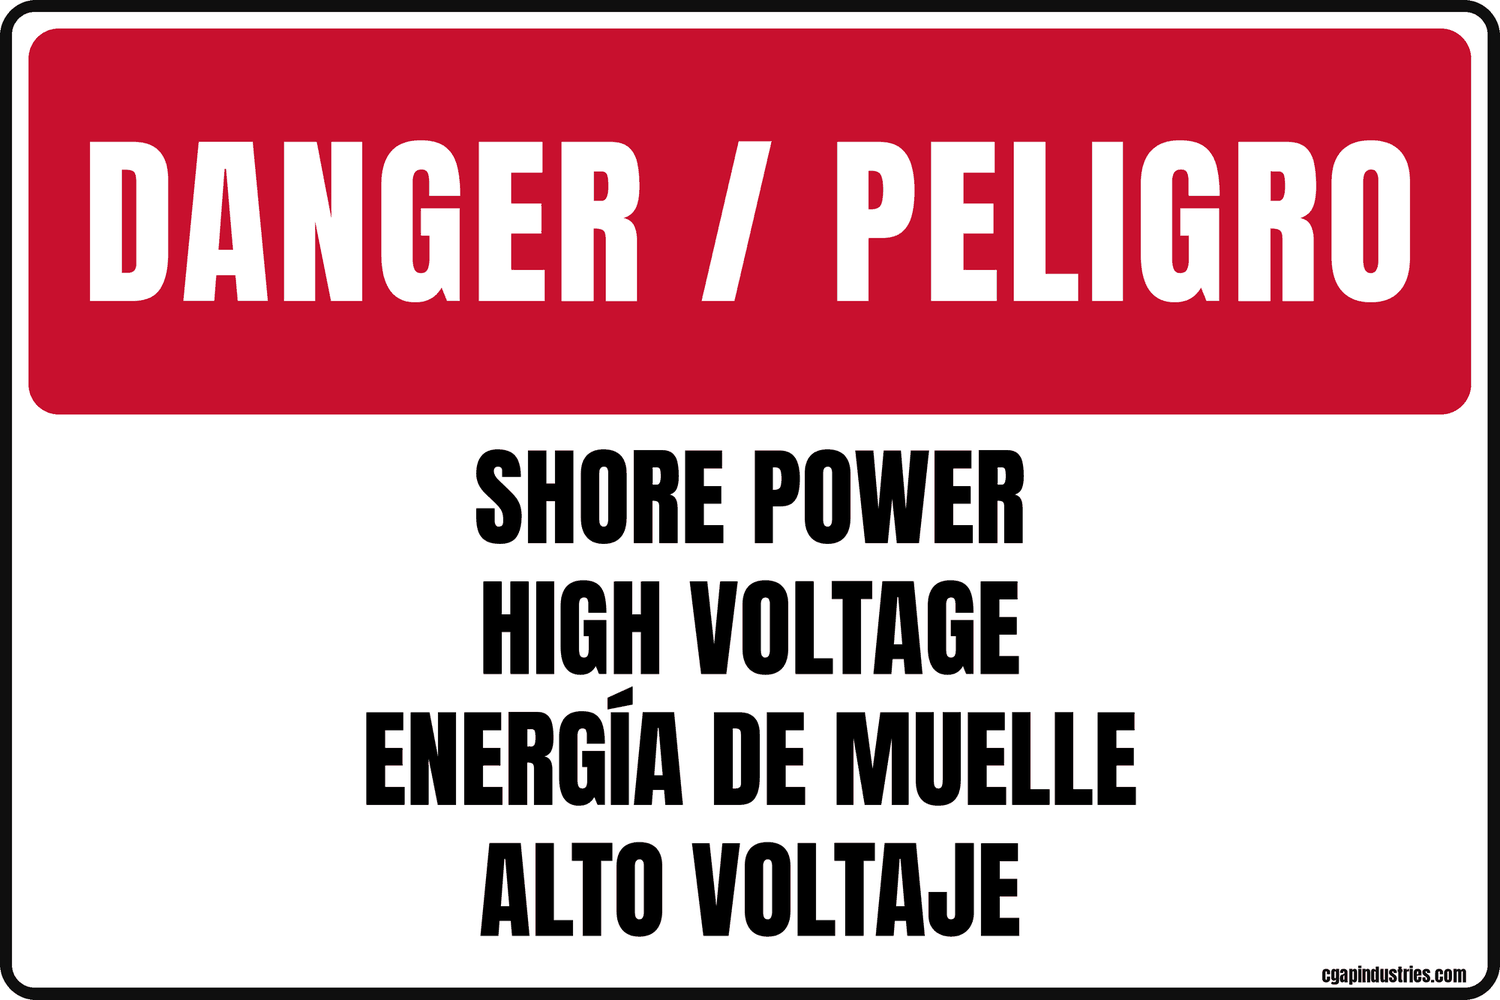 DANGER / PELIGRO
SHORE POWER
HIGH VOLTAGE
ENERGÍA DE MUELLE
ALTO VOLTAJE
cgapindustries.com